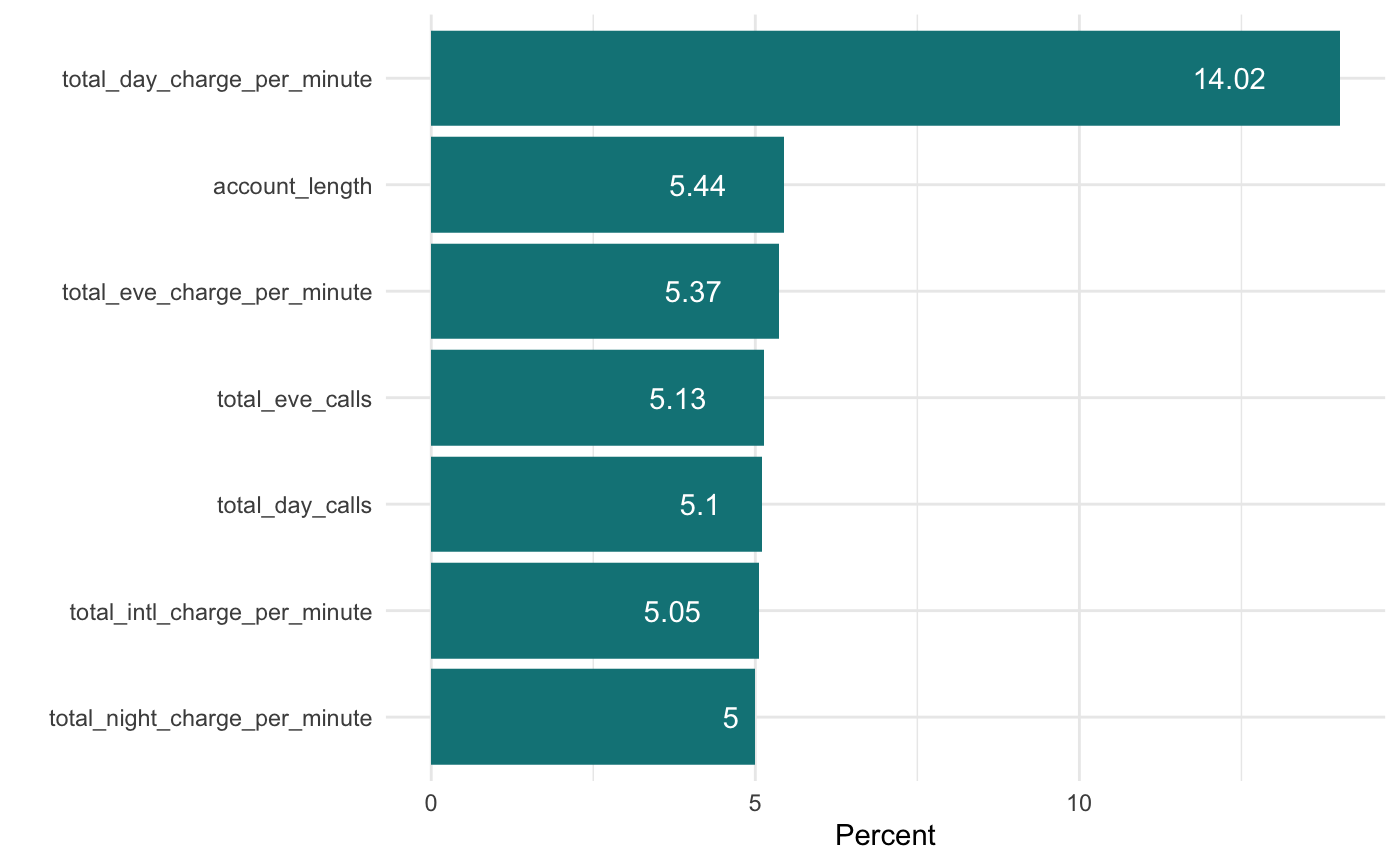 total_day_charge_per_minute 14.02
account_length 5.44
total_eve_charge_per_minute 5.37
total_eve_calls 5.13
total_day_calls 5.1
total_intl_charge_per_minute 5.05
total_night_charge_per_minute 5
0 5 10
Percent